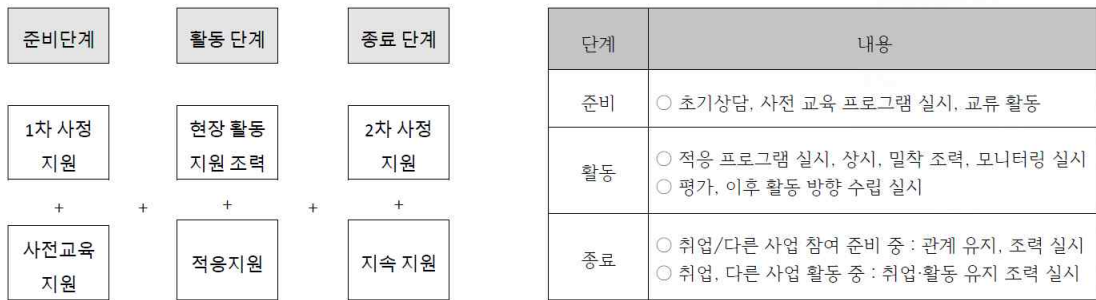 준비단계
활동 단계
종료 단계
1차 사정
지원
현장 활동
지원 조력
2차 사정
지원
+ + + + +
사전교육
지원
적응지원
지속 지원
단계 내용
준비 ○ 초기상담, 사전 교육 프로그램 실시, 교류 활동
활동
○ 적응 프로그램 실시, 상시, 밀착 조력, 모니터링 실시
○ 평가, 이후 활동 방향 수립 실시
종료
○ 취업/다른 사업 참여 준비 중 : 관계 유지, 조력 실시
○ 취업, 다른 사업 활동 중 : 취업·활동 유지 조력 실시